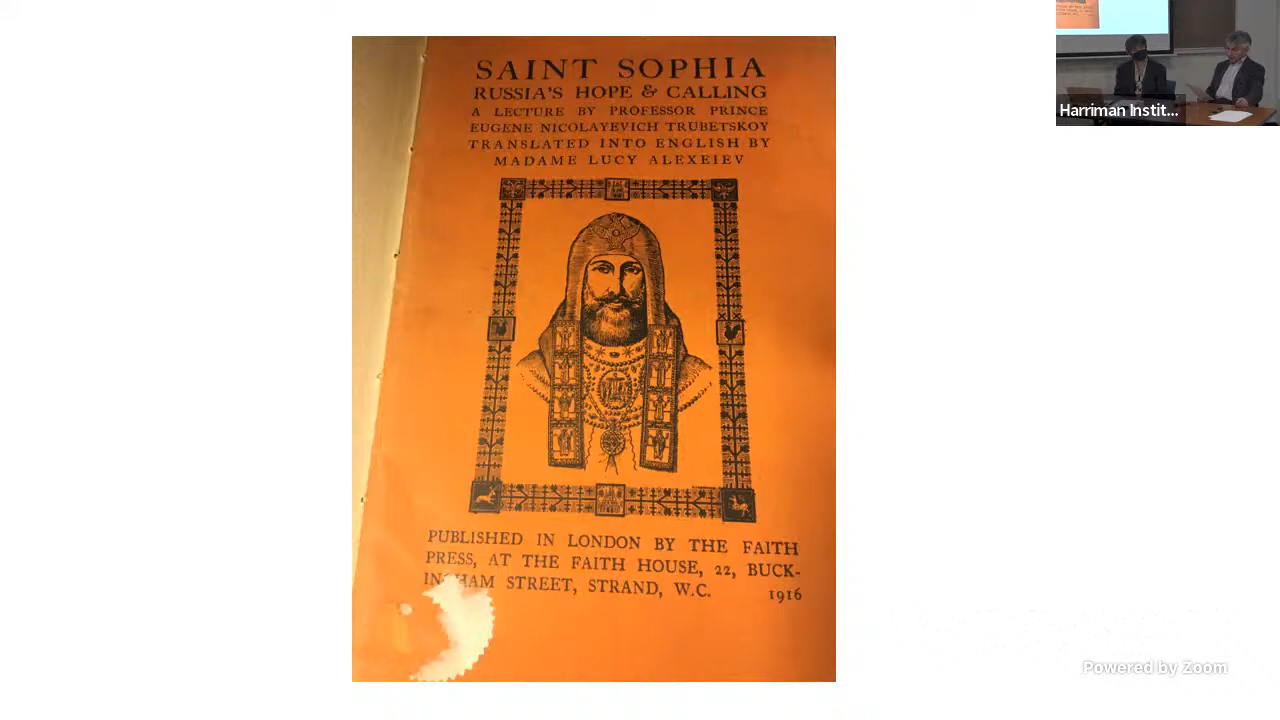 SAINT SOPHIA
RUSSIA'S HOPE & CALLING
A LECTURE BY PROFESSOR PRINCE
EUGENE NICOLAYEVICH TRUBETSKOY
TRANSLATED INTO ENGLISH BY
MADAME LUCY ALEXEIEV
PUBLISHED IN LONDON BY THE FAITH
PRESS, AT THE FAITH HOUSE, 22, BUCK-
INGHAM STREET, STRAND, W.C. 1916
Harriman Instit...
Powered by Zoom